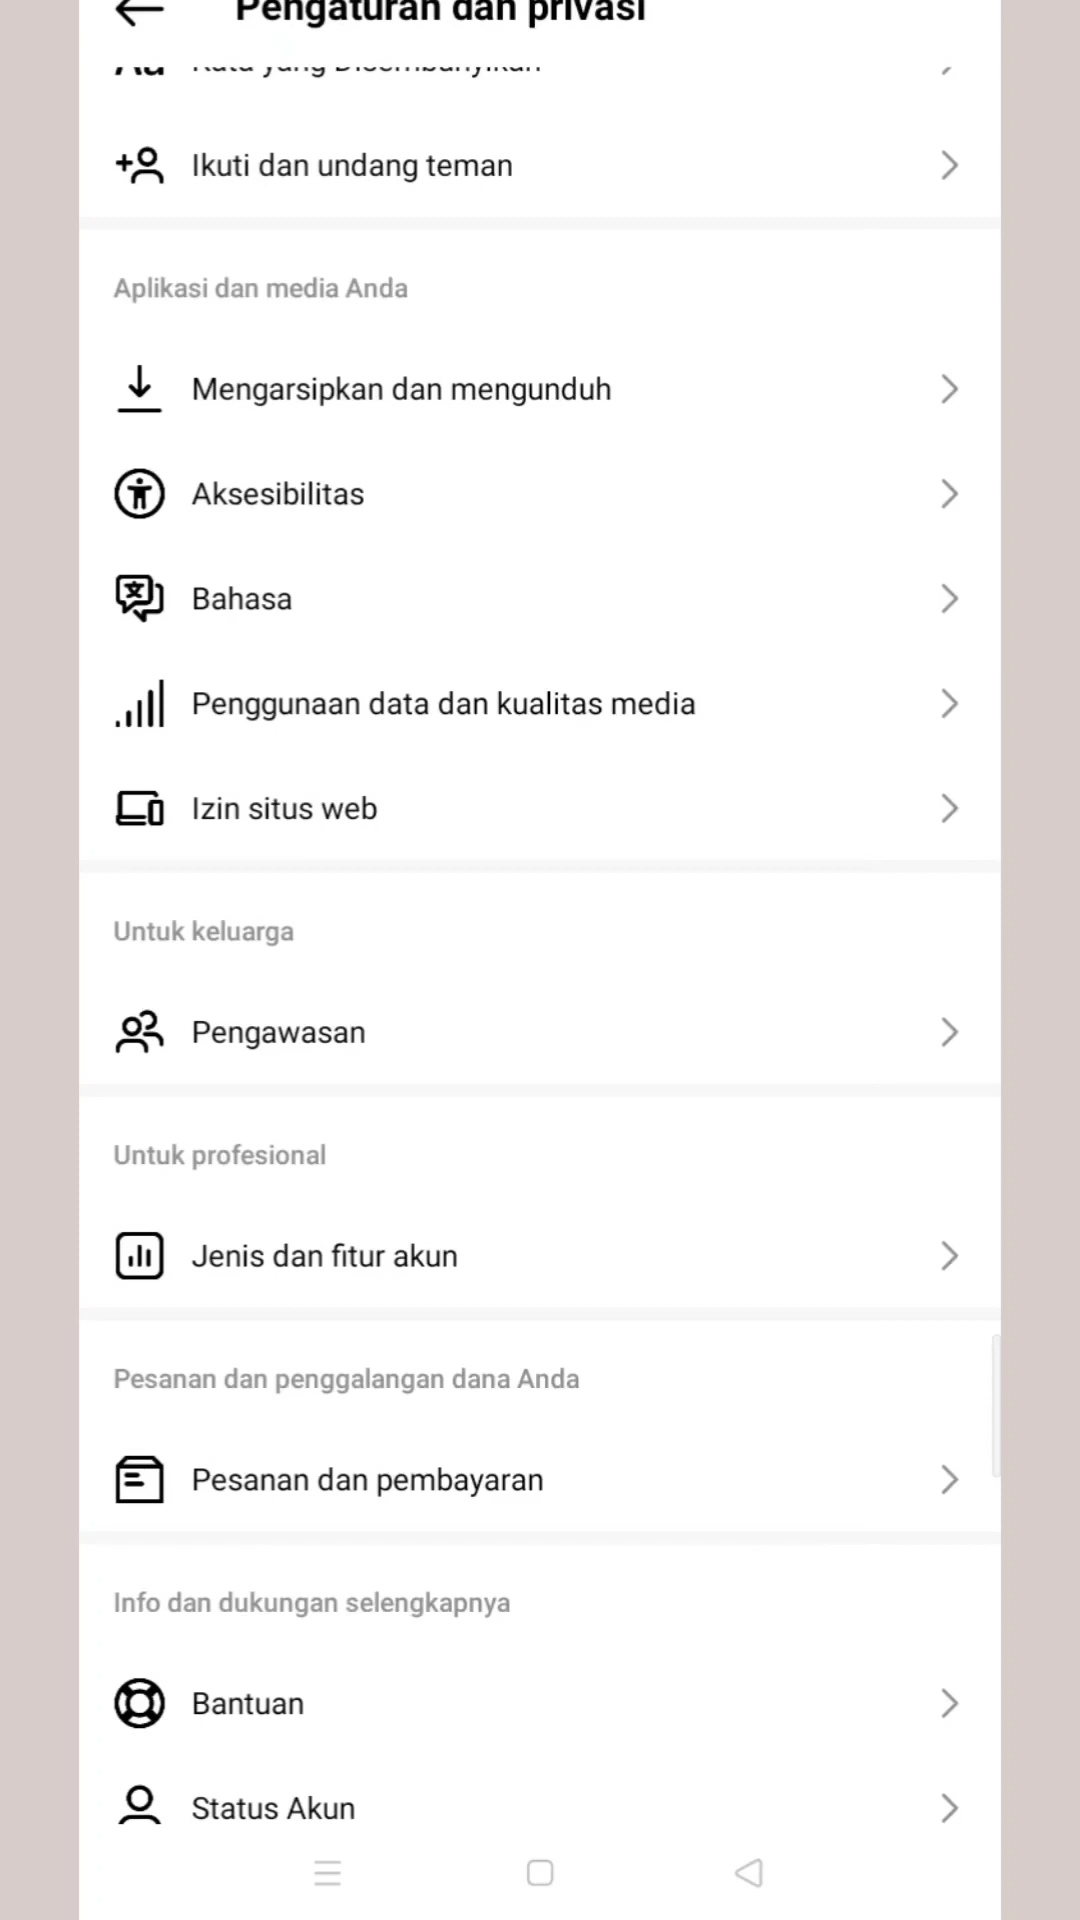 Pengaturan dan privasi
Kata yang Disembunyikan
Ikuti dan undang teman
Aplikasi dan media Anda
Mengarsipkan dan mengunduh
Aksesibilitas
Bahasa
Penggunaan data dan kualitas media
Izin situs web
Untuk keluarga
Pengawasan
Untuk profesional
Jenis dan fitur akun
Pesanan dan penggalangan dana Anda
Pesanan dan pembayaran
Info dan dukungan selengkapnya
Bantuan
Status Akun